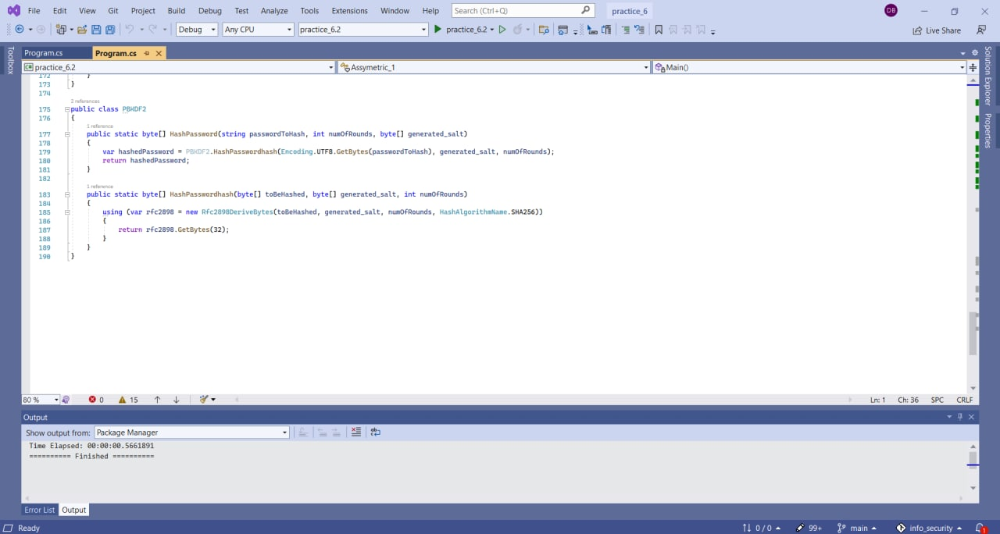 File Edit View Git Project Build Debug Test Analyze Tools Extensions Window Help Search (Ctrl+Q) practice_6 DB
Debug Any CPU practice_6.2 practice_6.2 Live Share
Toolbox
Program.cs Program.cs
practice_6.2 Assymetric_1 Main()
172 }
173 }
174
2 references
175 public class PBKDF2
176 {
1 reference
177 public static byte[] HashPassword(string passwordToHash, int numOfRounds, byte[] generated_salt)
178 {
179 var hashedPassword = PBKDF2.HashPasswordhash(Encoding.UTF8.GetBytes(passwordToHash), generated_salt, numOfRounds);
180 return hashedPassword;
181 }
182
1 reference
183 public static byte[] HashPasswordhash(byte[] toBeHashed, byte[] generated_salt, int numOfRounds)
184 {
185 using (var rfc2898 = new Rfc2898DeriveBytes(toBeHashed, generated_salt, numOfRounds, HashAlgorithmName.SHA256))
186 {
187 return rfc2898.GetBytes(32);
188 }
189 }
190 }
Solution Explorer
Properties
80 % 0 15 Ln: 1 Ch: 36 SPC CRLF
Output
Show output from: Package Manager
Time Elapsed: 00:00:00.5661891
========== Finished ==========
Error List Output
Ready 0 / 0 99+ main info_security 1